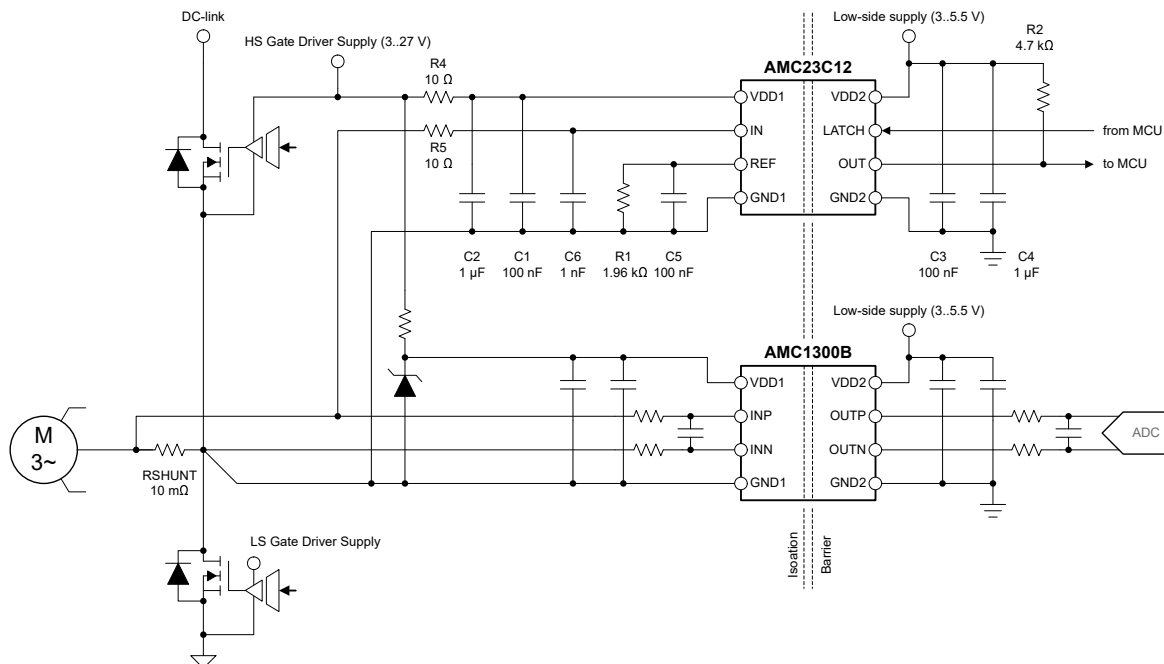 DC-link
HS Gate Driver Supply (3..27 V)
Low-side supply (3..5.5 V)
R2
4.7 kΩ
R4
10 Ω
AMC23C12
VDD1
VDD2
IN
LATCH
from MCU
R5
10 Ω
REF
OUT
to MCU
GND1
GND2
C2
1 µF
C1
100 nF
C6
1 nF
R1
1.96 kΩ
C5
100 nF
C3
100 nF
C4
1 µF
Low-side supply (3..5.5 V)
AMC1300B
VDD1
VDD2
INP
OUTP
M
3~
ADC
INN
OUTN
RSHUNT
10 mΩ
GND1
GND2
LS Gate Driver Supply
Isoation
Barrier